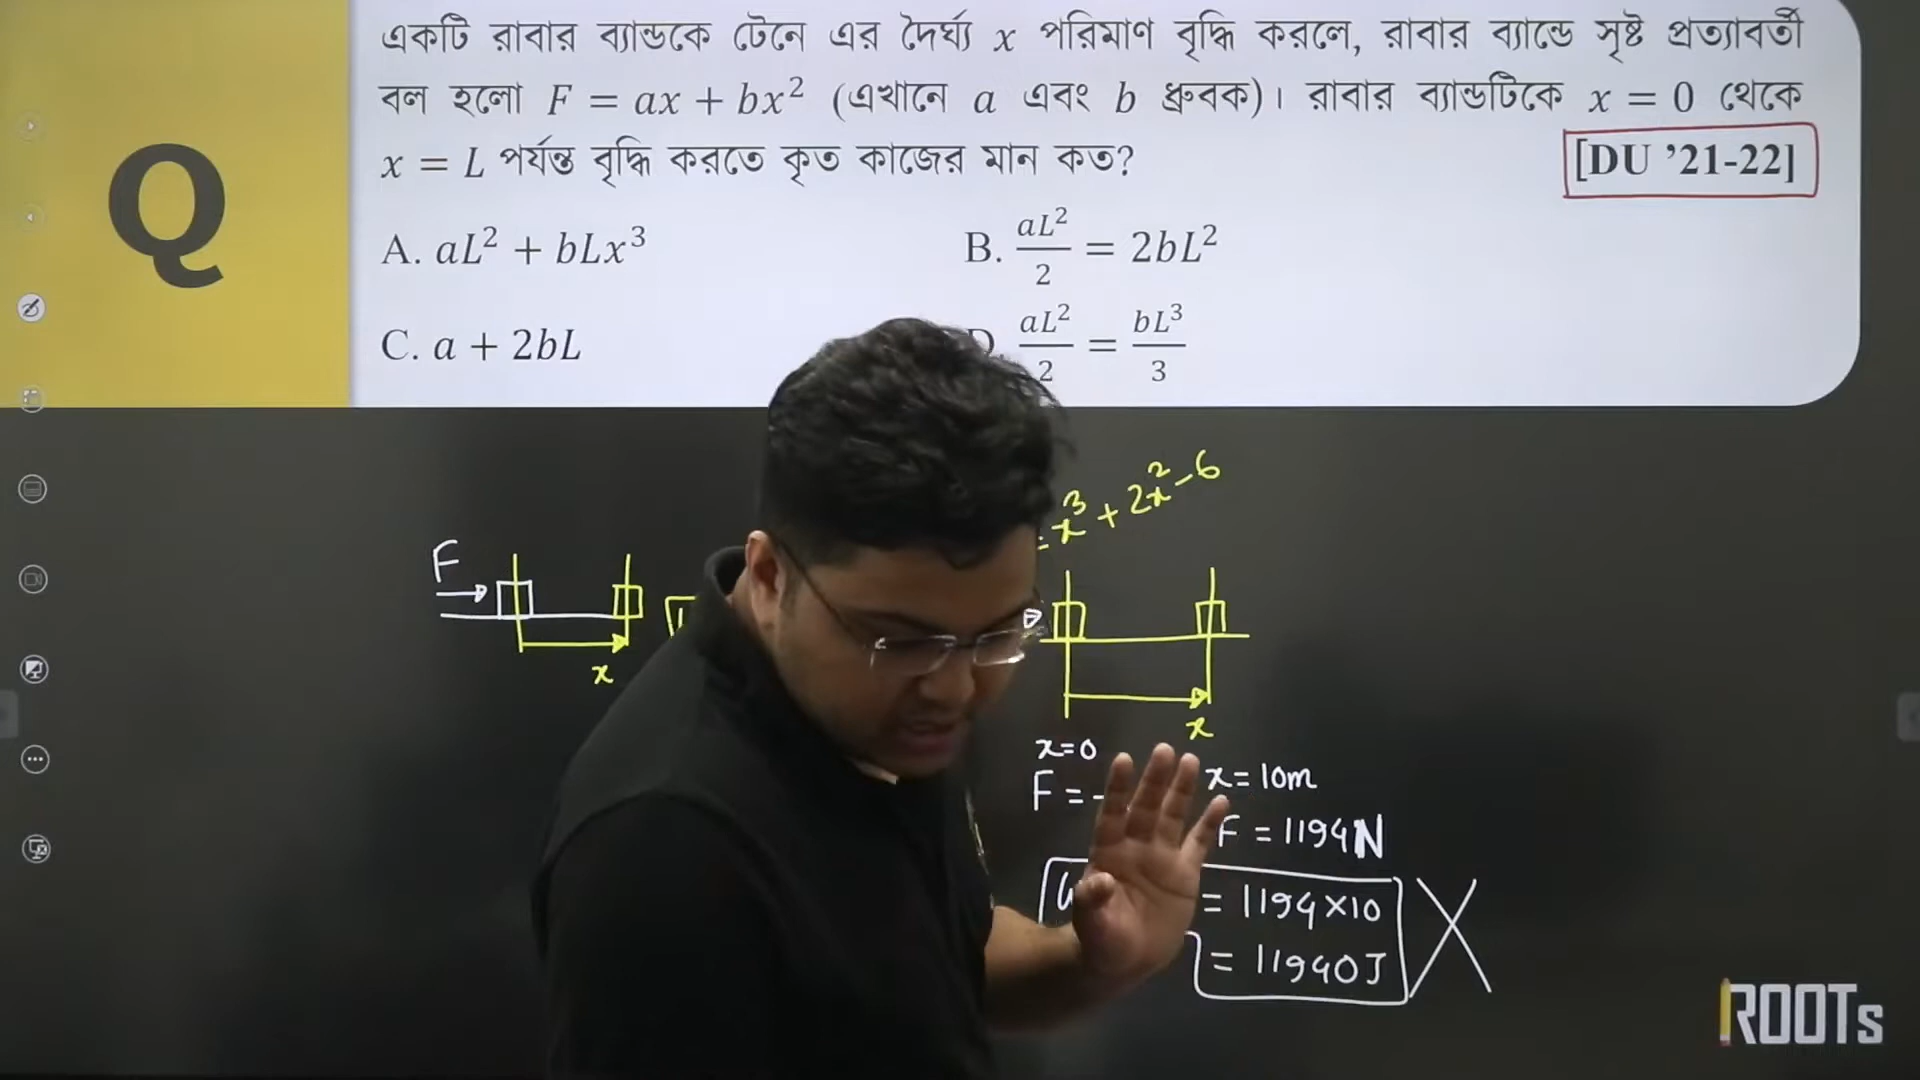 Q
একটি রাবার ব্যান্ডকে টেনে এর দৈর্ঘ্য x পরিমাণ বৃদ্ধি করলে, রাবার ব্যান্ডে সৃষ্ট প্রত্যাবর্তী
বল হলো F = ax + bx² (এখানে a এবং b ধ্রুবক)। রাবার ব্যান্ডটিকে x = 0 থেকে
x = L পর্যন্ত বৃদ্ধি করতে কৃত কাজের মান কত? [DU ’21-22]
A. aL² + bLx³ B. aL²/2 = 2bL²
C. a + 2bL D. aL²/2 = bL³/3
= x³ + 2x² - 6
F
x
x
x=0
F = -
x = 10m
F = 1194N
= 1194×10
= 11940J
ROOTs